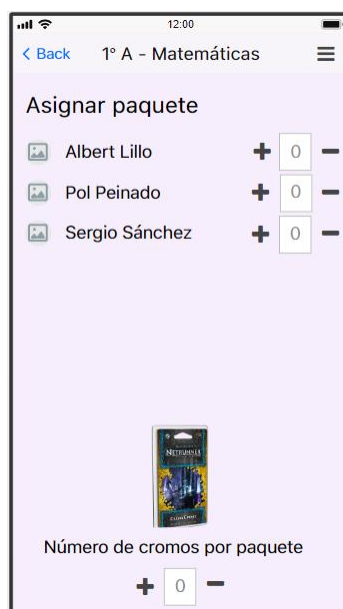 12:00
Back 1° A - Matemáticas
Asignar paquete
Albert Lillo 0
Pol Peinado 0
Sergio Sánchez 0
NETRUNNER
Número de cromos por paquete
0